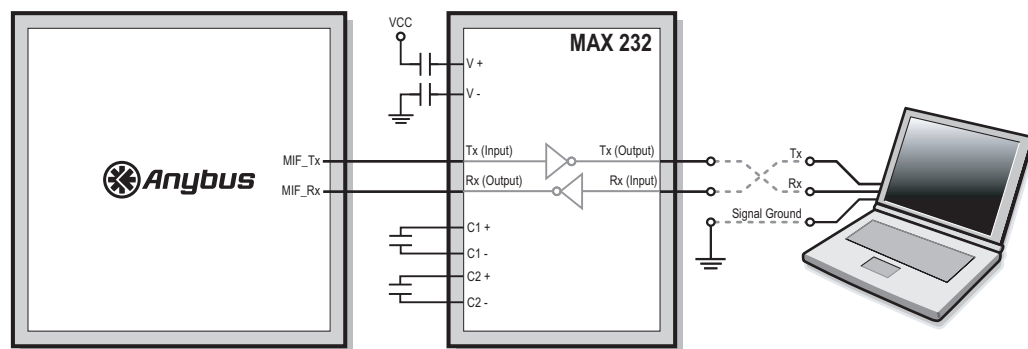 VCC
MAX 232
V +
V -
MIF_Tx
Tx (Input)
Tx (Output)
Tx
Anybus
MIF_Rx
Rx (Output)
Rx (Input)
Rx
Signal Ground
C1 +
C1 -
C2 +
C2 -